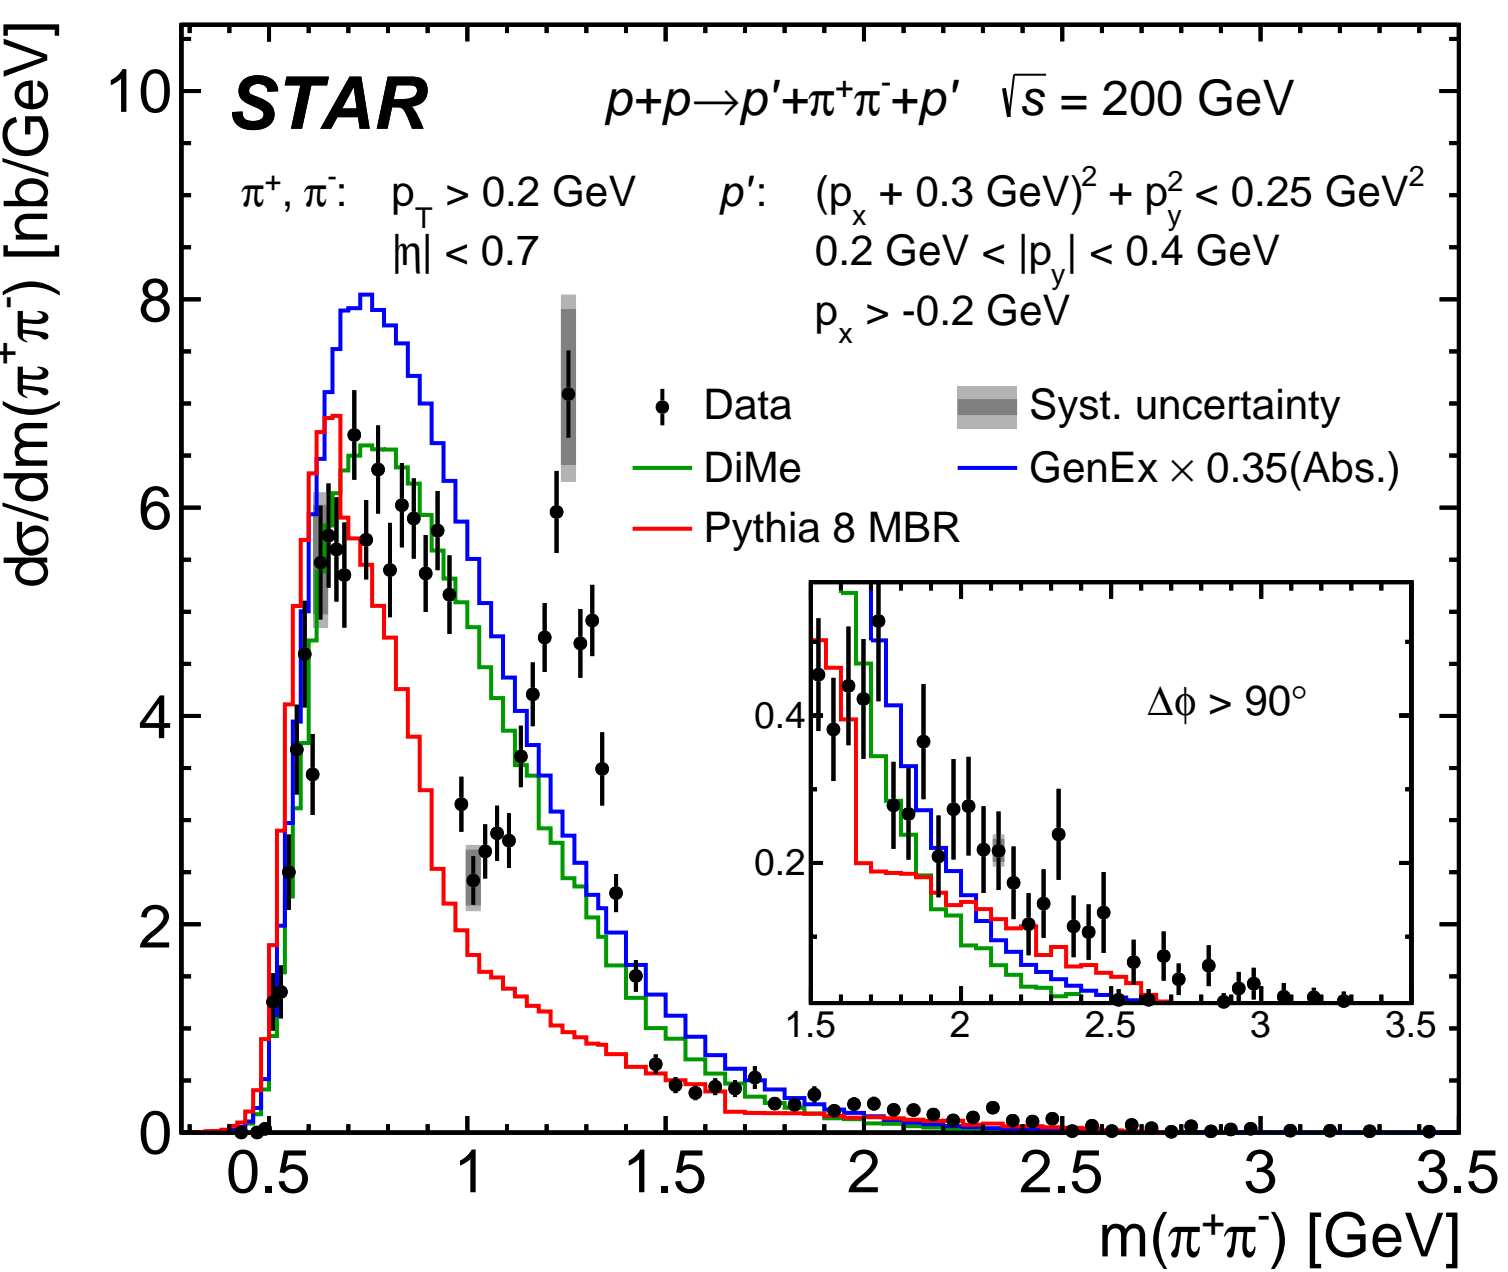 STAR
p+p→p′+π⁺π⁻+p′ √s = 200 GeV
π⁺, π⁻: p_T > 0.2 GeV
|η| < 0.7
p′: (p_x + 0.3 GeV)² + p_y² < 0.25 GeV²
0.2 GeV < |p_y| < 0.4 GeV
p_x > -0.2 GeV
Data
Syst. uncertainty
DiMe
GenEx × 0.35(Abs.)
Pythia 8 MBR
dσ/dm(π⁺π⁻) [nb/GeV]
10
8
6
4
2
0
Δϕ > 90°
0.4
0.2
1.5 2 2.5 3 3.5
0.5 1 1.5 2 2.5 3 3.5
m(π⁺π⁻) [GeV]